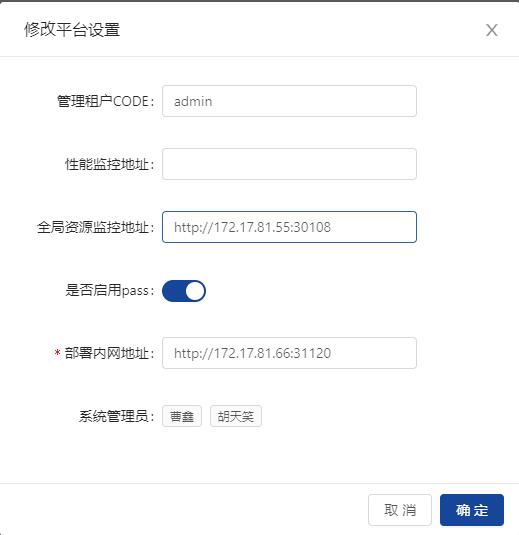 修改平台设置
管理租户CODE: admin
性能监控地址:
全局资源监控地址: http://172.17.81.55:30108
是否启用pass:
* 部署内网地址: http://172.17.81.66:31120
系统管理员: 曹鑫 胡天笑
取 消 确 定